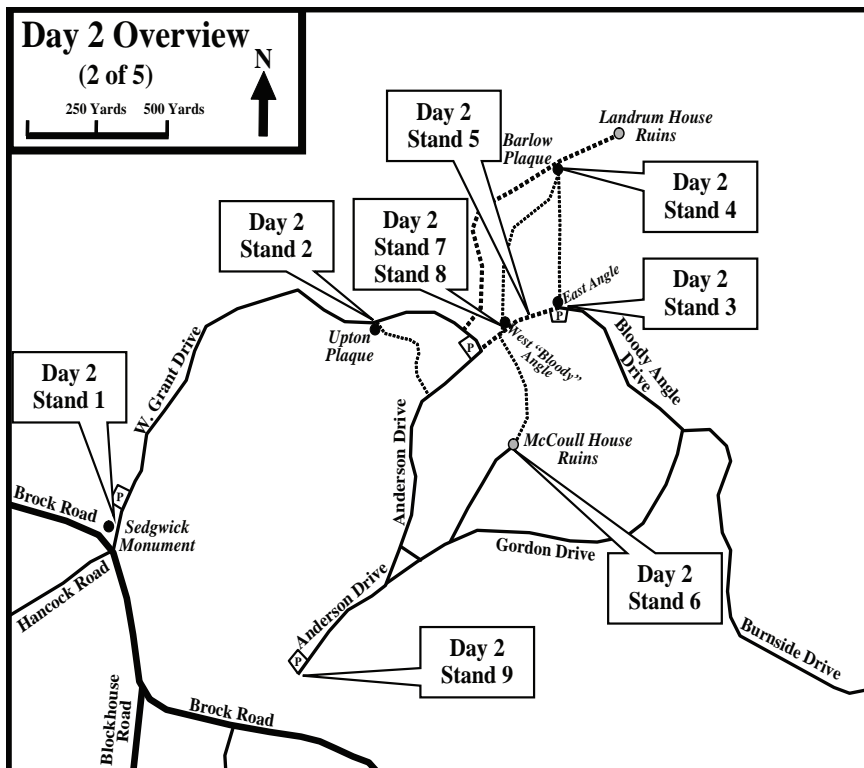 Day 2 Overview
(2 of 5)
N
250 Yards 500 Yards
Day 2
Stand 5
Landrum House
Ruins
Barlow
Plaque
Day 2
Stand 4
Day 2
Stand 2
Day 2
Stand 7
Stand 8
East Angle
Day 2
Stand 3
P
Upton
Plaque
P
West "Bloody"
Angle
Bloody Angle
Drive
W. Grant Drive
Day 2
Stand 1
McCoull House
Ruins
Anderson Drive
P
Brock Road
Sedgwick
Monument
Hancock Road
Gordon Drive
Day 2
Stand 6
Anderson Drive
P
Day 2
Stand 9
Burnside Drive
Blockhouse
Road
Brock Road